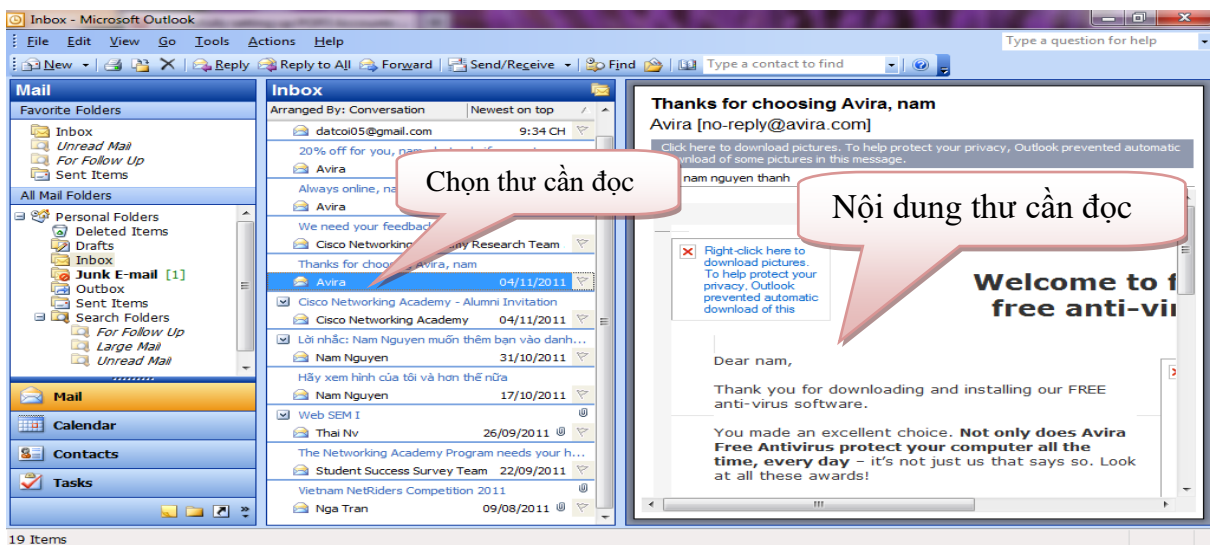 Inbox - Microsoft Outlook
File Edit View Go Tools Actions Help
Type a question for help
New Reply Reply to All Forward Send/Receive Find Type a contact to find
Mail
Favorite Folders
Inbox
Unread Mail
For Follow Up
Sent Items
All Mail Folders
Personal Folders
Deleted Items
Drafts
Inbox
Junk E-mail [1]
Outbox
Sent Items
Search Folders
For Follow Up
Large Mail
Unread Mail
Mail
Calendar
Contacts
Tasks
Inbox
Arranged By: Conversation Newest on top
datcoi05@gmail.com 9:34 CH
20% off for you, nam
Avira
Always online,
Avira
We need your feedback
Cisco Networking Research Team
Thanks for choosing Avira, nam
Avira 04/11/2011
Cisco Networking Academy - Alumni Invitation
Cisco Networking Academy 04/11/2011
Lời nhắc: Nam Nguyen muốn thêm bạn vào danh...
Nam Nguyen 31/10/2011
Hãy xem hình của tôi và hơn thế nữa
Nam Nguyen 17/10/2011
Web SEM I
Thai Nv 26/09/2011
The Networking Academy Program needs your h...
Student Success Survey Team 22/09/2011
Vietnam NetRiders Competition 2011
Nga Tran 09/08/2011
Chọn thư cần đọc
Thanks for choosing Avira, nam
Avira [no-reply@avira.com]
Click here to download pictures. To help protect your privacy, Outlook prevented automatic
download of some pictures in this message.
nam nguyen thanh
Nội dung thư cần đọc
Right-click here to
download pictures.
To help protect your
privacy, Outlook
prevented automatic
download of this
Welcome to
free
Dear nam,
Thank you for downloading and installing our FREE
anti-virus software.
You made an excellent choice. Not only does Avira
Free Antivirus protect your computer all the
time, every day – it's not just us that says so. Look
at all these awards!
19 Items